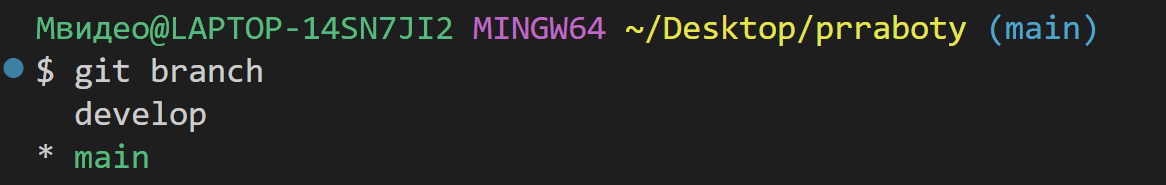 Мвидео@LAPTOP-14SN7JI2 MINGW64 ~/Desktop/prraboty (main)
$ git branch
  develop
* main